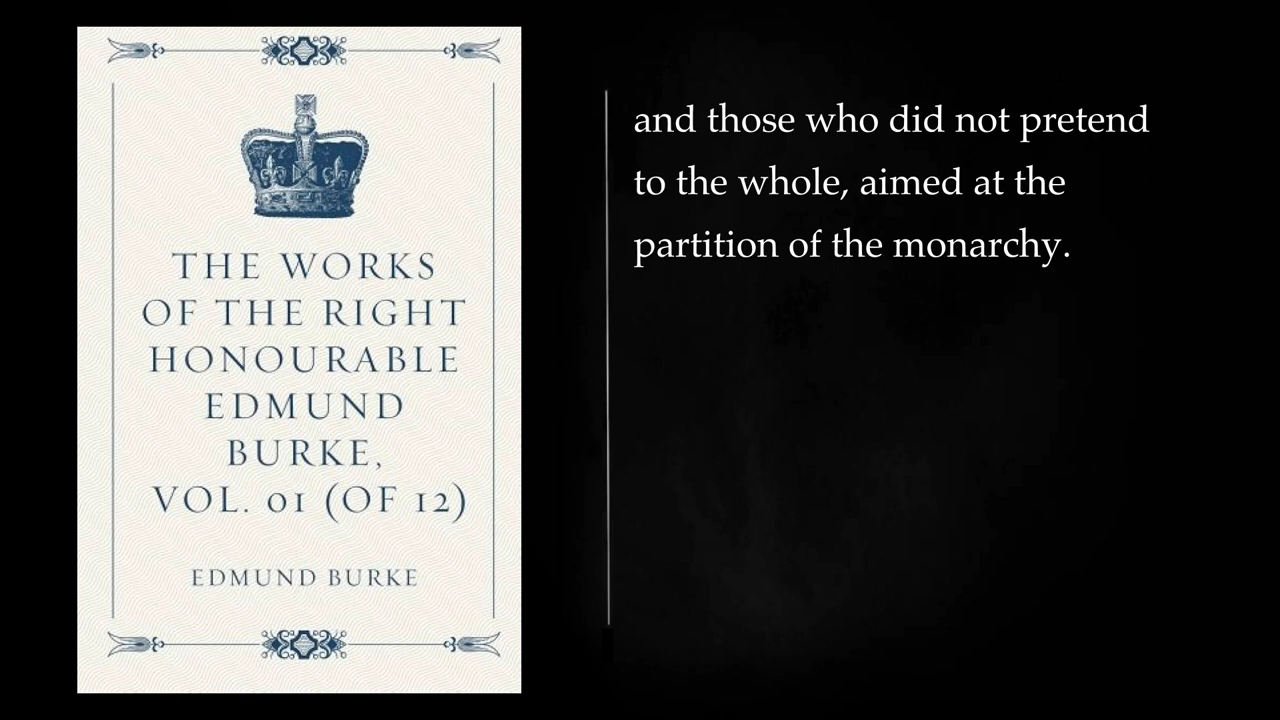 THE WORKS
OF THE RIGHT
HONOURABLE
EDMUND
BURKE,
VOL. 01 (OF 12)
EDMUND BURKE
and those who did not pretend
to the whole, aimed at the
partition of the monarchy.